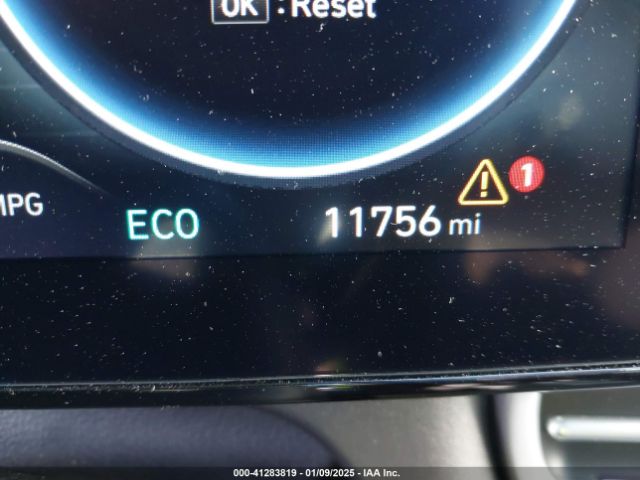 OK : Reset
1
MPG
ECO
11756 mi
000-41283819 - 01/09/2025 - IAA Inc.